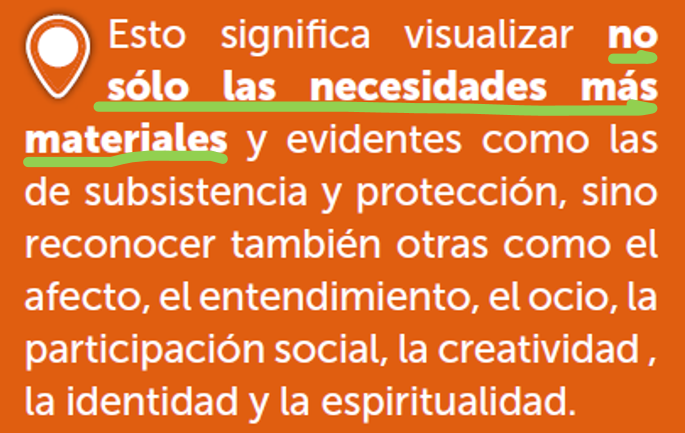 Esto significa visualizar no
sólo las necesidades más
materiales y evidentes como las
de subsistencia y protección, sino
reconocer también otras como el
afecto, el entendimiento, el ocio, la
participación social, la creatividad ,
la identidad y la espiritualidad.